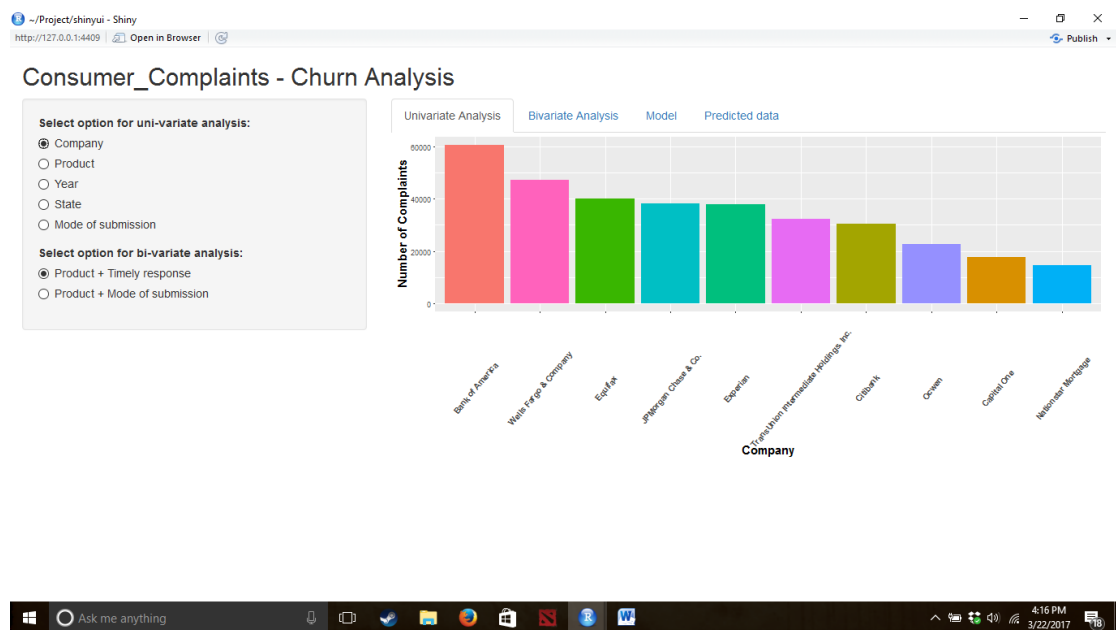 ~/Project/shinyui - Shiny
http://127.0.0.1:4409 Open in Browser Publish
Consumer_Complaints - Churn Analysis
Select option for uni-variate analysis:
Company
Product
Year
State
Mode of submission
Select option for bi-variate analysis:
Product + Timely response
Product + Mode of submission
Univariate Analysis Bivariate Analysis Model Predicted data
Number of Complaints
60000
40000
20000
0
Bank of America
Wells Fargo & Company
Equifax
JPMorgan Chase & Co.
Experian
TransUnion Intermediate Holdings, Inc.
Citibank
Ocwen
Capital One
Nationstar Mortgage
Company
Ask me anything
4:16 PM
3/22/2017
18